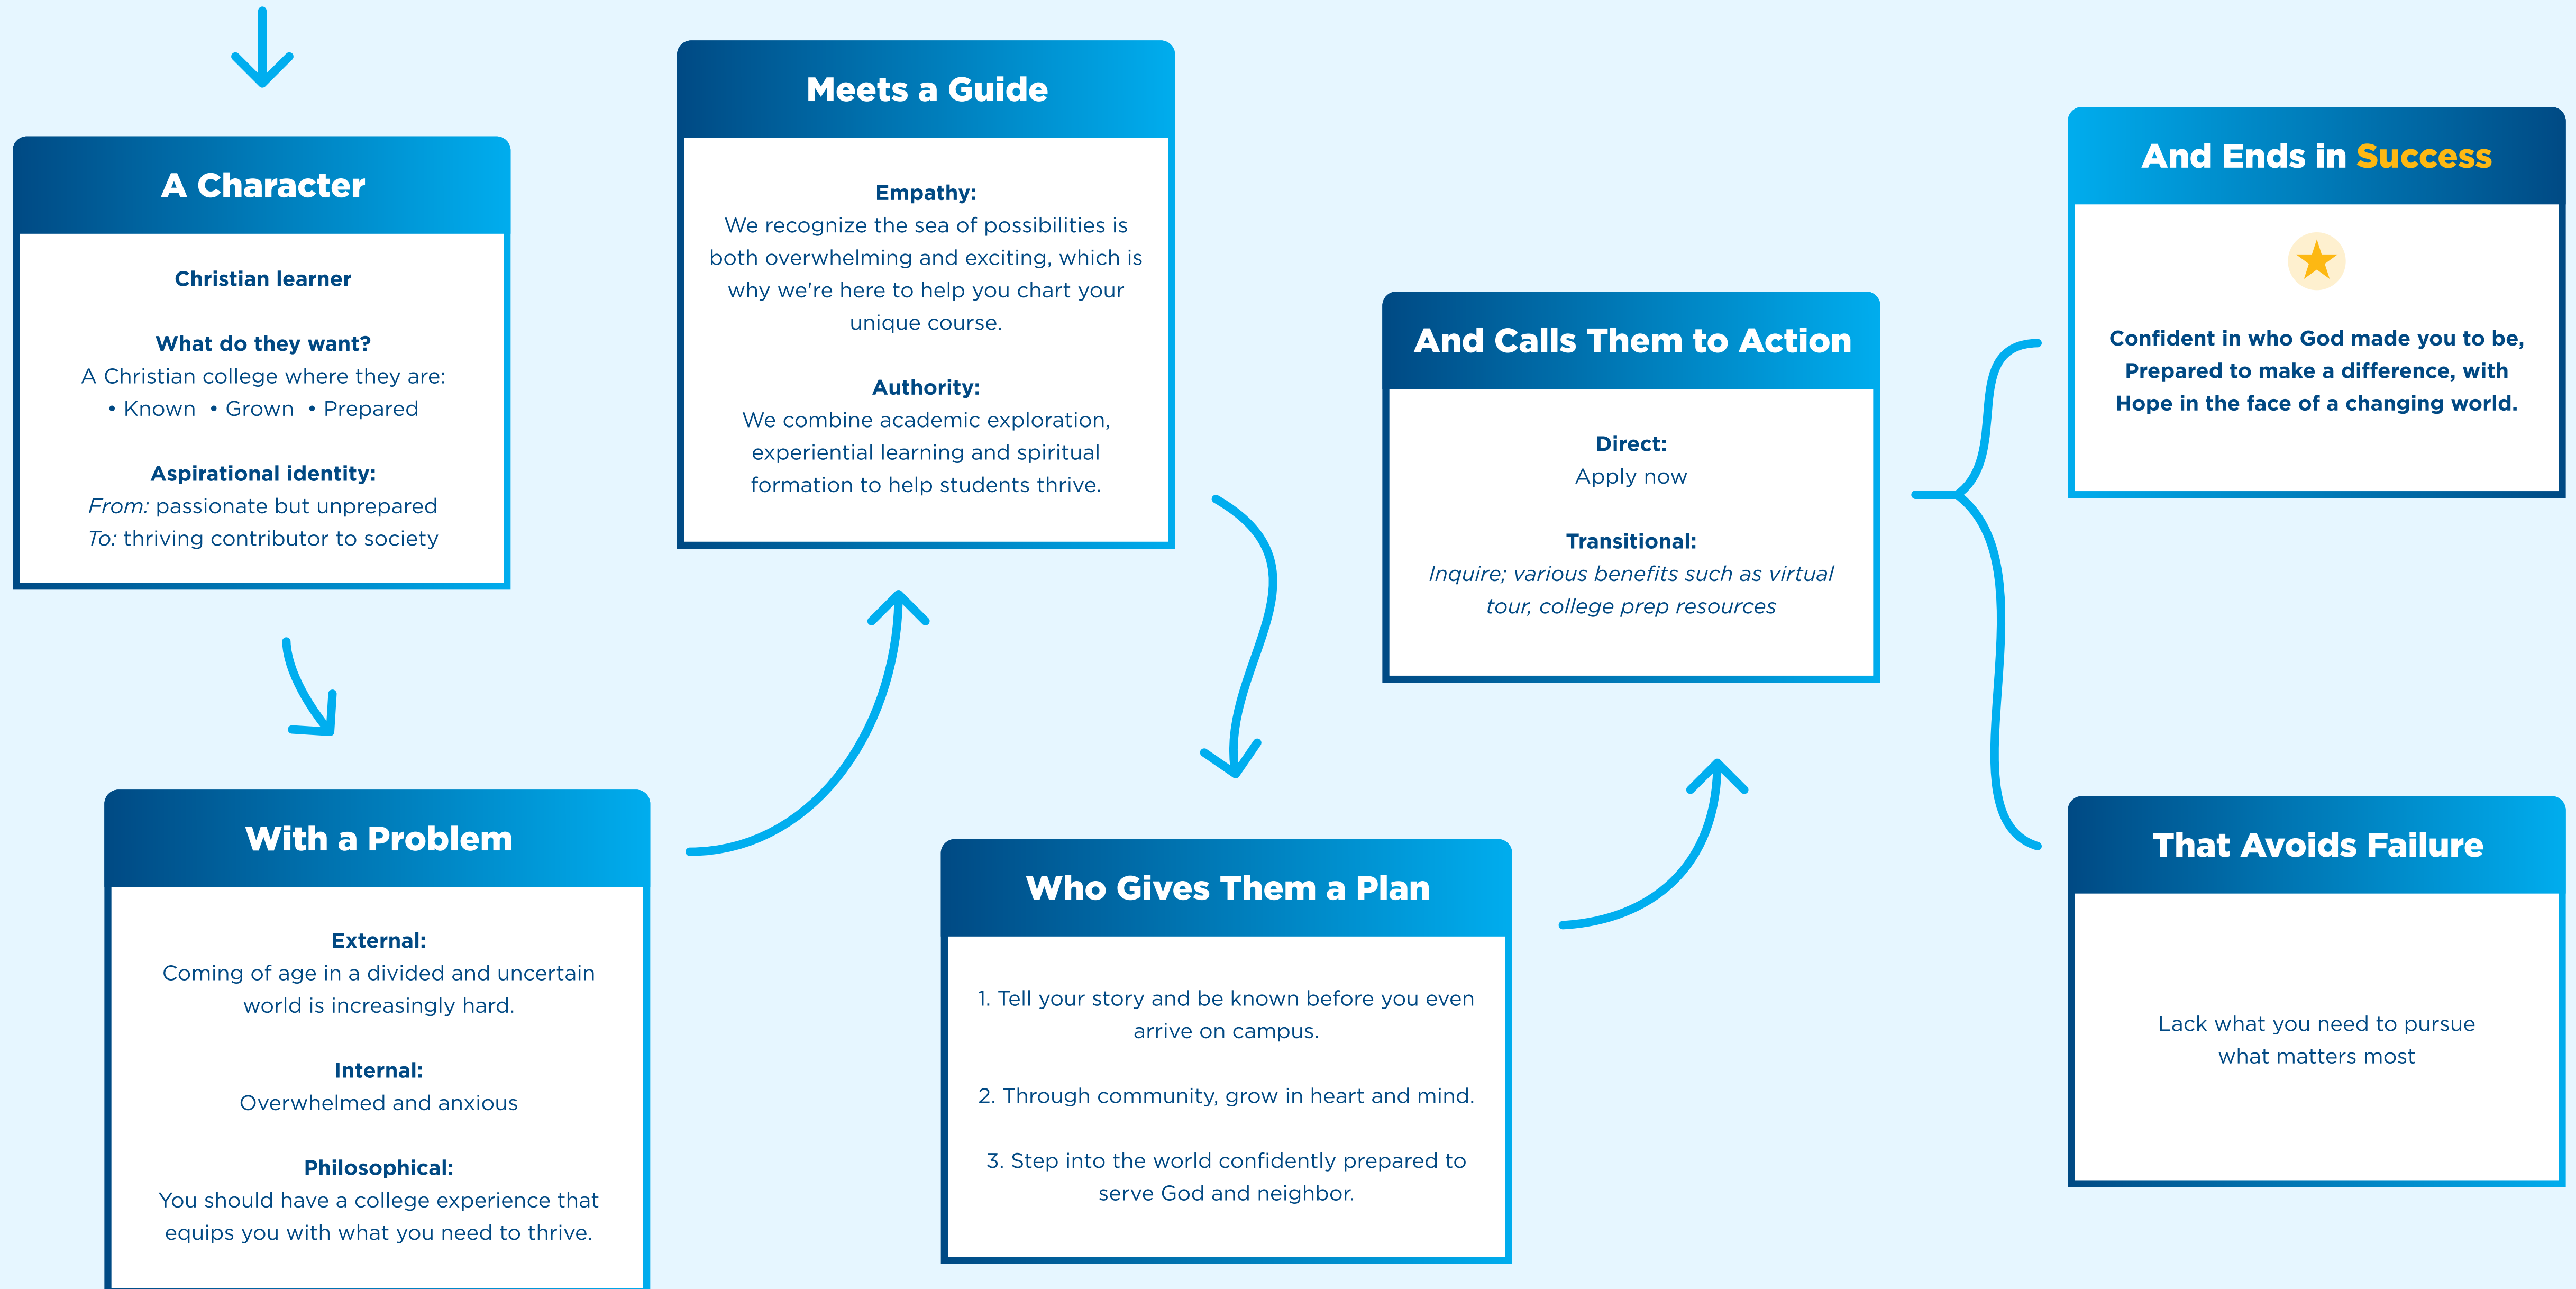 A Character
Christian learner
What do they want?
A Christian college where they are:
• Known • Grown • Prepared
Aspirational identity:
From: passionate but unprepared
To: thriving contributor to society
With a Problem
External:
Coming of age in a divided and uncertain
world is increasingly hard.
Internal:
Overwhelmed and anxious
Philosophical:
You should have a college experience that
equips you with what you need to thrive.
Meets a Guide
Empathy:
We recognize the sea of possibilities is
both overwhelming and exciting, which is
why we're here to help you chart your
unique course.
Authority:
We combine academic exploration,
experiential learning and spiritual
formation to help students thrive.
Who Gives Them a Plan
1. Tell your story and be known before you even
arrive on campus.
2. Through community, grow in heart and mind.
3. Step into the world confidently prepared to
serve God and neighbor.
And Calls Them to Action
Direct:
Apply now
Transitional:
Inquire; various benefits such as virtual
tour, college prep resources
And Ends in Success
Confident in who God made you to be,
Prepared to make a difference, with
Hope in the face of a changing world.
That Avoids Failure
Lack what you need to pursue
what matters most